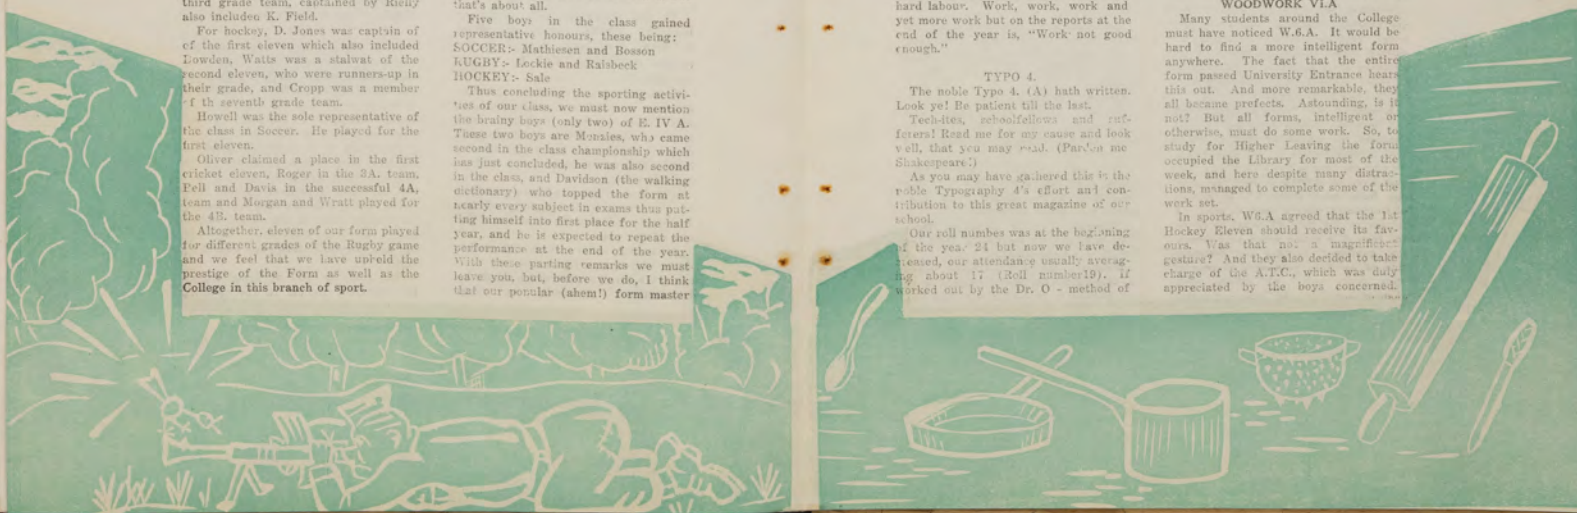 third grade team, captained by Rielly
also included K. Field.
For hockey, D. Jones was captain of
cf the first eleven which also included
Dowden, Watts was a stalwat of the
second eleven, who were runners-up in
their grade, and Cropp was a member
f th seventh grade team.
Howell was the sole representative of
the class in Soccer. He played for the
first eleven.
Oliver claimed a place in the first
cricket eleven, Roger in the 3A. team,
Pell and Davis in the successful 4A,
team and Morgan and Wratt played for
the 4B. team.
Altogether, eleven of our form played
for different grades of the Rugby game
and we feel that we have upheld the
prestige of the Form as well as the
College in this branch of sport.
that's about all.
Five boys in the class gained
representative honours, these being:
SOCCER:- Mathiesen and Bosson
RUGBY:- Lockie and Raisbeck
HOCKEY:- Sale
Thus concluding the sporting activi-
ties of our class, we must now mention
the brainy boys (only two) of E. IV A.
These two boys are Menzies, who came
second in the class championship which
has just concluded, he was also second
in the class, and Davidson (the walking
dictionary) who topped the form at
nearly every subject in exams thus put-
ting himself into first place for the half
year, and he is expected to repeat the
performance at the end of the year.
With these parting remarks we must
leave you, but, before we do, I think
that our popular (ahem!) form master
hard labour. Work, work, work and
yet more work but on the reports at the
end of the year is, "Work not good
enough."
TYPO 4.
The noble Typo 4. (A) hath written.
Look ye! Be patient till the last.
Tech-ites, schoolfellows and suf-
ferers! Read me for my cause and look
well, that you may read. (Pardon me
Shakespeare!)
As you may have gathered this is the
noble Typography 4's effort and con-
tribution to this great magazine of our
school.
Our roll numbes was at the beginning
of the year 24 but now we have de-
creased, our attendance usually averag-
ing about 17 (Roll number19). if
worked out by the Dr. O - method of
WOODWORK VI.A
Many students around the College
must have noticed W.6.A. It would be
hard to find a more intelligent form
anywhere. The fact that the entire
form passed University Entrance bears
this out. And more remarkable, they
all became prefects. Astounding, is it
not? But all forms, intelligent or
otherwise, must do some work. So, to
study for Higher Leaving the form
occupied the Library for most of the
week, and here despite many distrac-
tions, managed to complete some of the
work set.
In sports, W6.A agreed that the 1st
Hockey Eleven should receive its fav-
ours. Was that not a magnificent
gesture? And they also decided to take
charge of the A.T.C., which was duly
appreciated by the boys concerned.